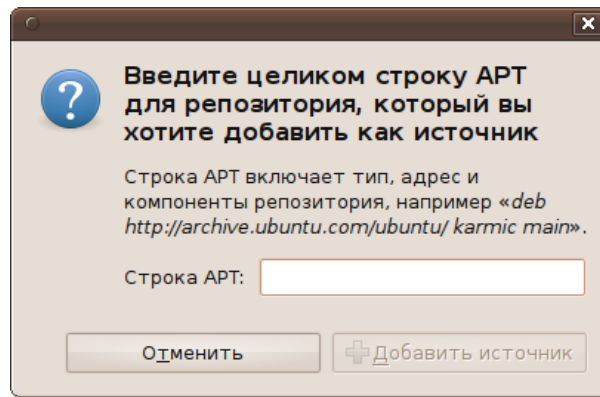 Введите целиком строку APT
для репозитория, который вы
хотите добавить как источник
Строка APT включает тип, адрес и
компоненты репозитория, например «deb
http://archive.ubuntu.com/ubuntu/ karmic main».
Строка APT:
Отменить
Добавить источник